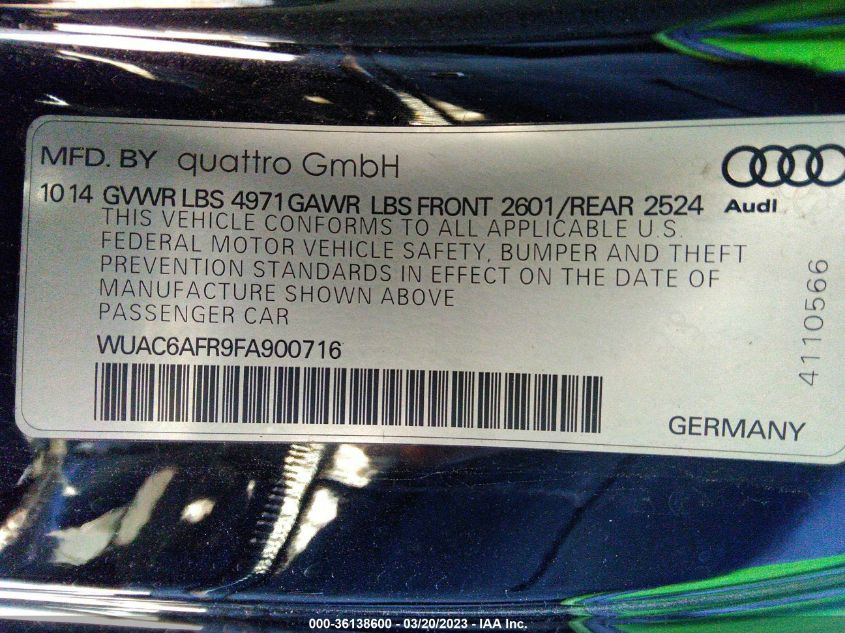 MFD. BY quattro GmbH
10 14 GVWR LBS 4971 GAWR LBS FRONT 2601/REAR 2524
Audi
THIS VEHICLE CONFORMS TO ALL APPLICABLE U.S.
FEDERAL MOTOR VEHICLE SAFETY, BUMPER AND THEFT
PREVENTION STANDARDS IN EFFECT ON THE DATE OF
MANUFACTURE SHOWN ABOVE
PASSENGER CAR
WUAC6AFR9FA900716
4110566
GERMANY
000-36138600 - 03/20/2023 - IAA Inc.